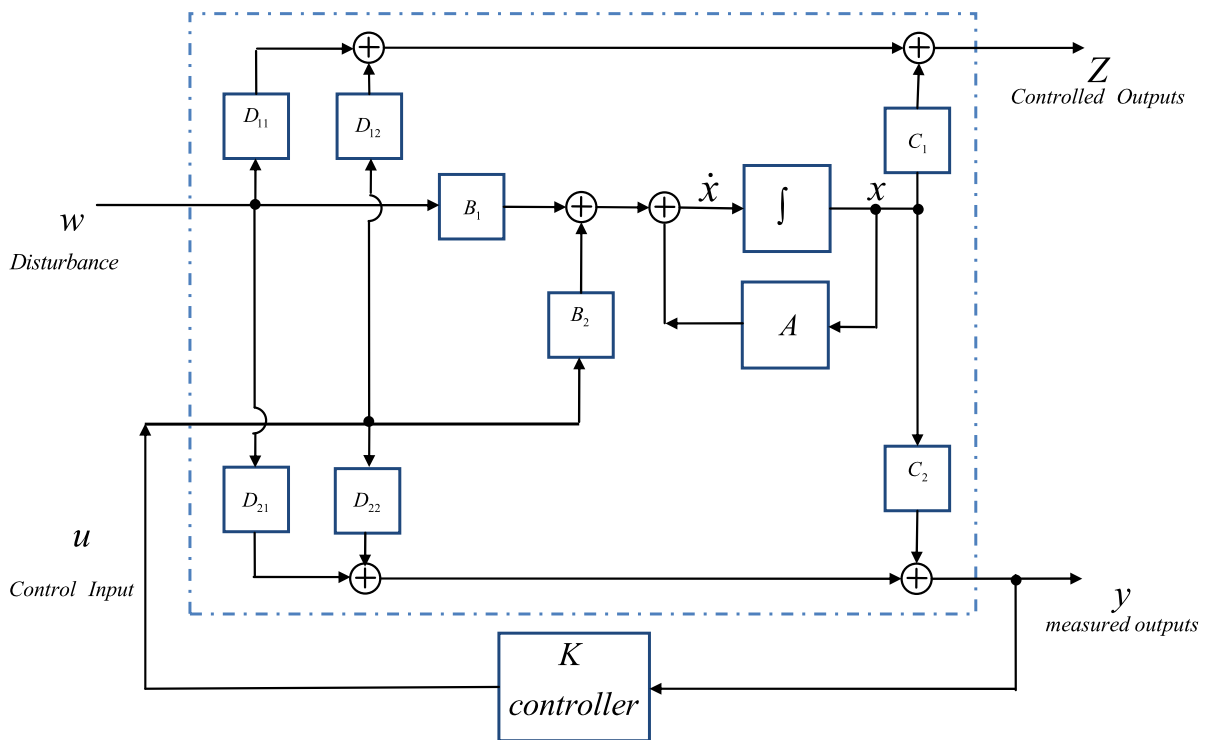 Z
Controlled Outputs
D₁₁
D₁₂
C₁
ẋ
x
w
B₁
∫
Disturbance
B₂
A
C₂
D₂₁
D₂₂
u
Control Input
y
measured outputs
K
controller